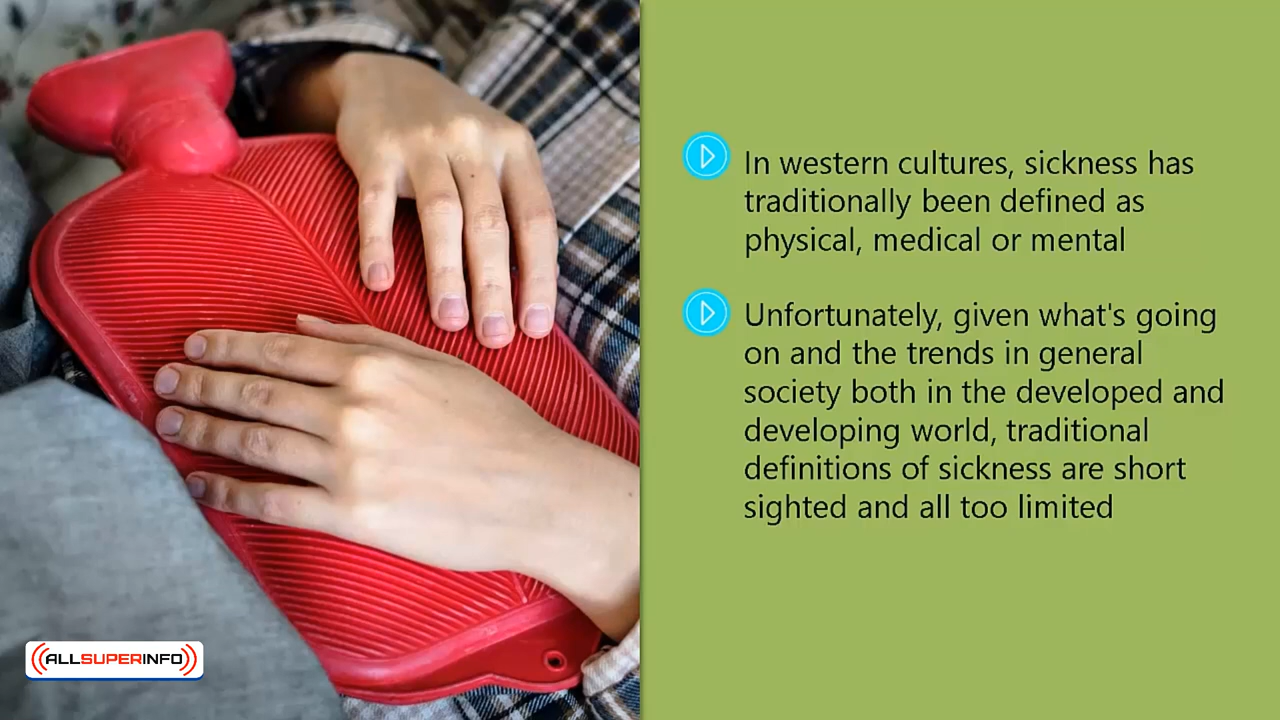 In western cultures, sickness has
traditionally been defined as
physical, medical or mental
Unfortunately, given what's going
on and the trends in general
society both in the developed and
developing world, traditional
definitions of sickness are short
sighted and all too limited
ALLSUPERINFO